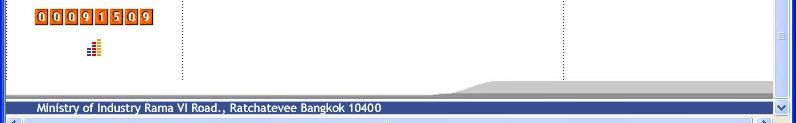 00091509
Ministry of Industry Rama VI Road., Ratchatevee Bangkok 10400